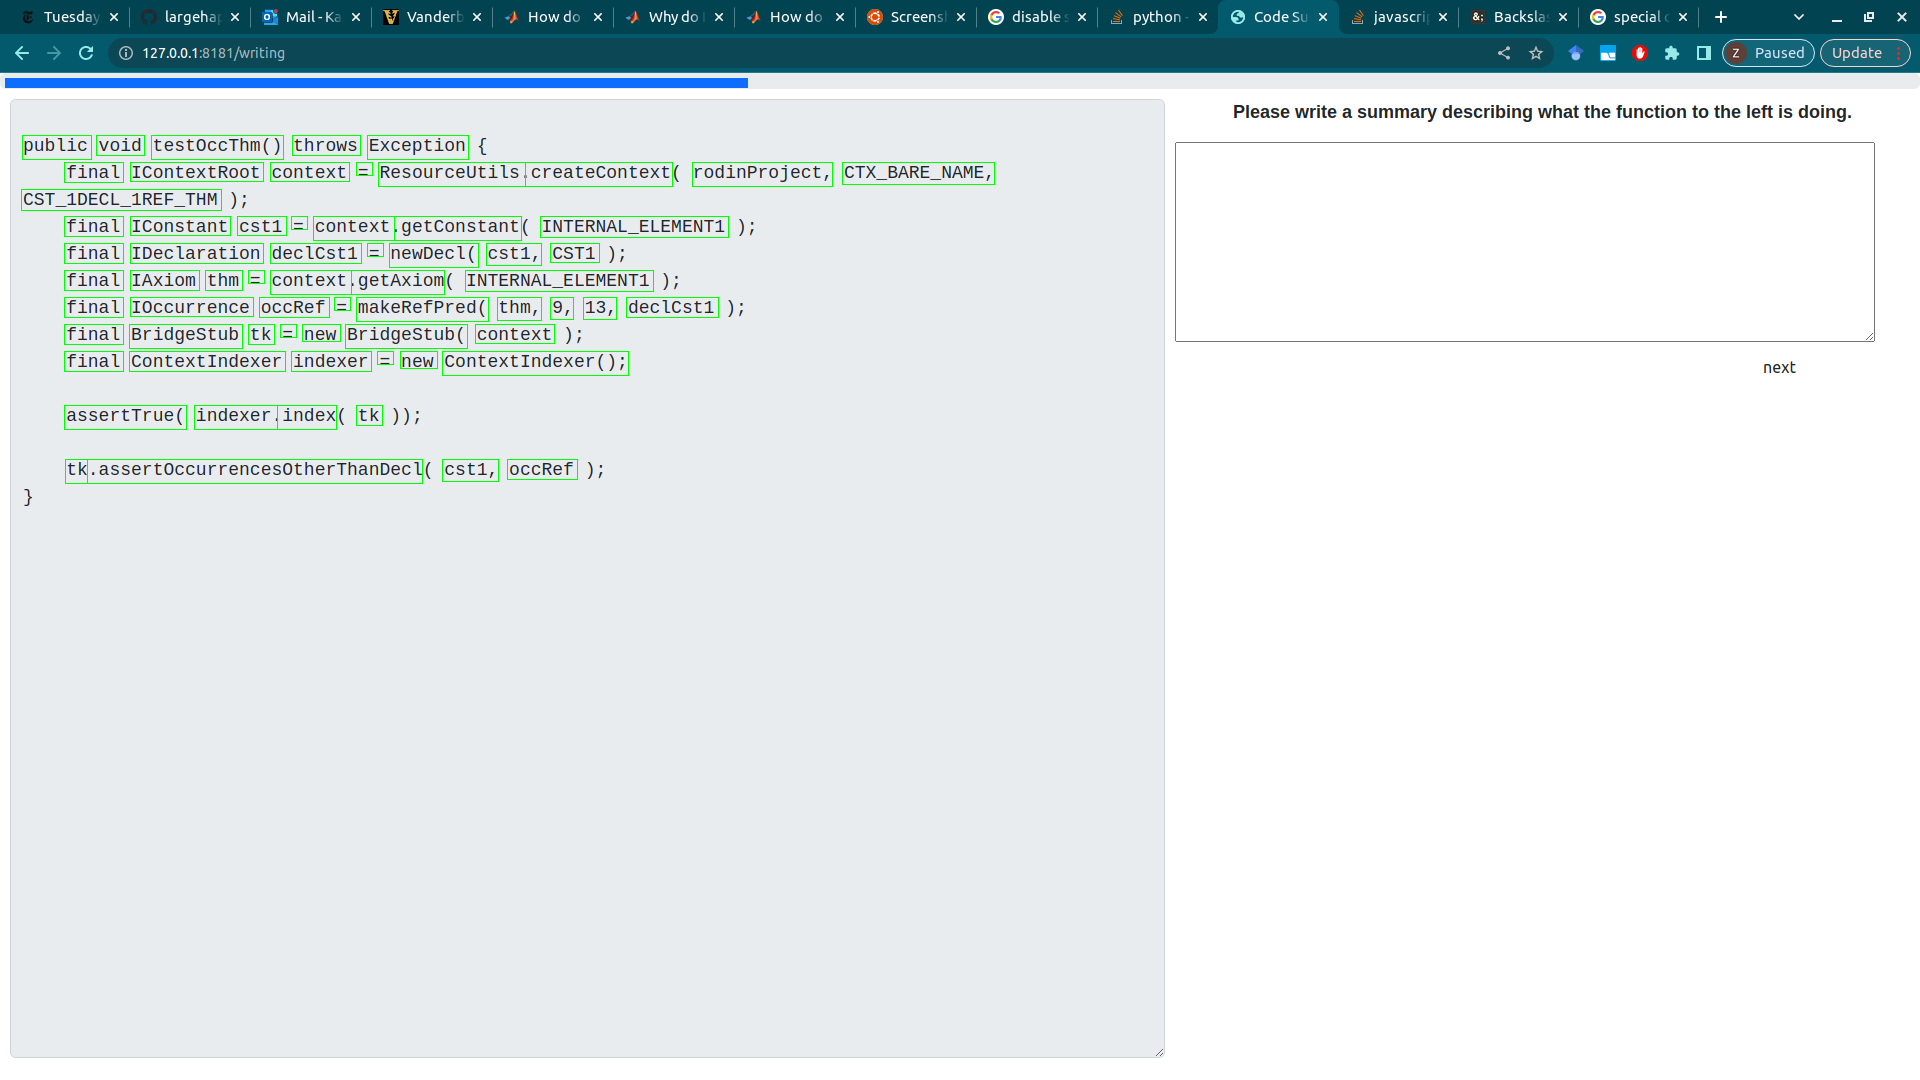 Tuesday
largehap
Mail - Ka
Vanderb
How do
Why do
How do
Screensh
disable s
python -
Code Su
javascrip
Backslas
special c
127.0.0.1:8181/writing
Z Paused
Update
public void testOccThm() throws Exception {
final IContextRoot context = ResourceUtils.createContext( rodinProject, CTX_BARE_NAME,
CST_1DECL_1REF_THM );
final IConstant cst1 = context.getConstant( INTERNAL_ELEMENT1 );
final IDeclaration declCst1 = newDecl( cst1, CST1 );
final IAxiom thm = context.getAxiom( INTERNAL_ELEMENT1 );
final IOccurrence occRef = makeRefPred( thm, 9, 13, declCst1 );
final BridgeStub tk = new BridgeStub( context );
final ContextIndexer indexer = new ContextIndexer();
assertTrue( indexer.index( tk ));
tk.assertOccurrencesOtherThanDecl( cst1, occRef );
}
Please write a summary describing what the function to the left is doing.
next